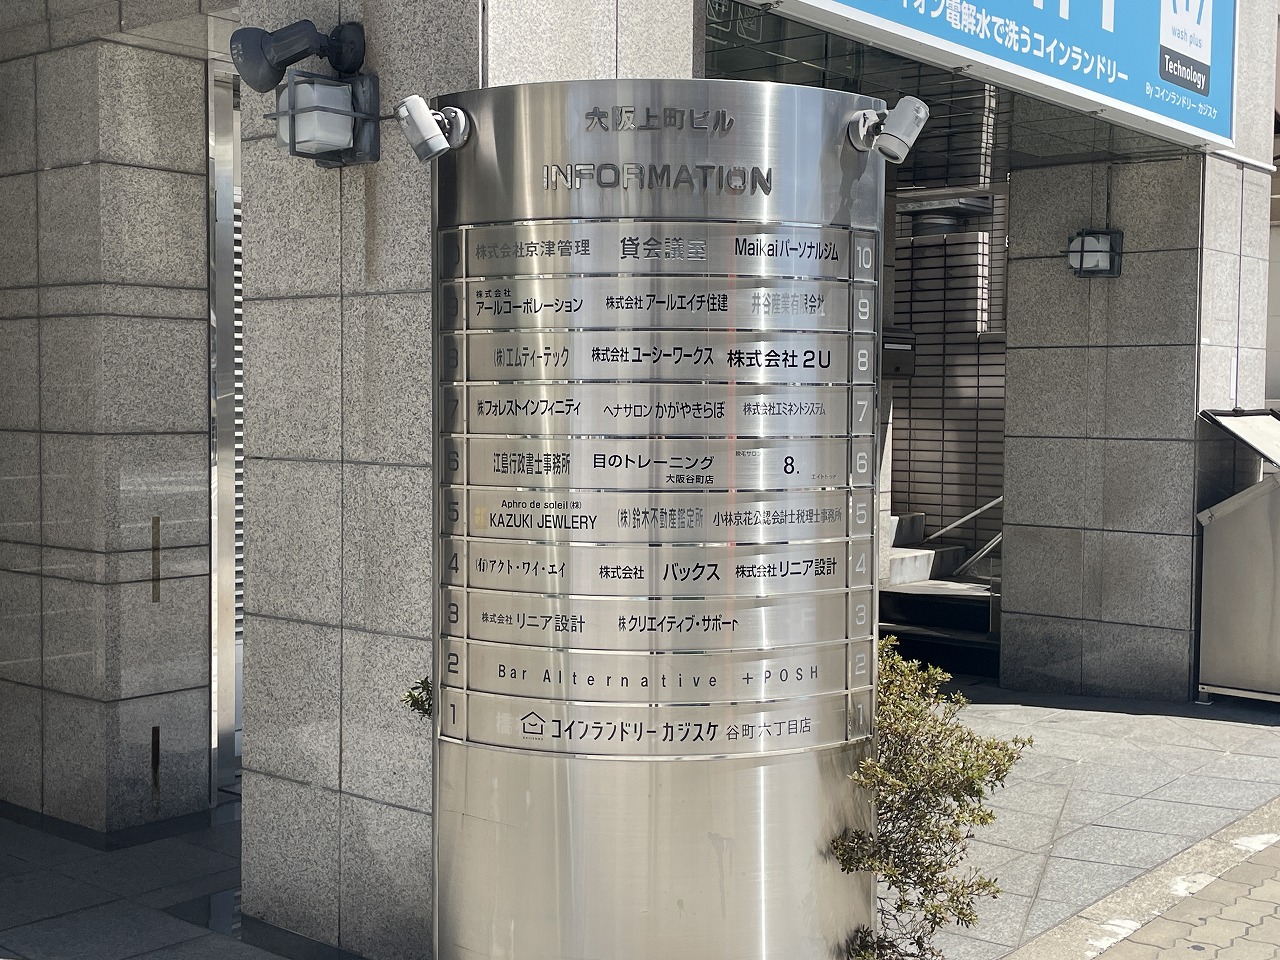 イオン電解水で洗うコインランドリー
wash plus
Technology
By コインランドリー カジスケ
大阪上町ビル
INFORMATION
株式会社京津管理 貸会議室 Maikaiパーソナルジム 10
9 株式会社アールコーポレーション 株式会社アールエイチ住建 井谷産業有限会社 9
8 (株)エムティーテック 株式会社ユーシーワークス 株式会社2U 8
7 ㈱フォレストインフィニティ ヘナサロン かがやきらぼ 株式会社エミネントシステム 7
6 江島行政書士事務所 目のトレーニング 大阪谷町店 脱毛サロン 8. 6
5 Aphro de soleil(株) KAZUKI JEWLERY (株)鈴木不動産鑑定所 小林京花公認会計士税理士事務所 5
4 (有)アクト・ワイ・エイ 株式会社 バックス 株式会社リニア設計 4
3 株式会社リニア設計 ㈱クリエイティブ・サポート 3
2 Bar Alternative +POSH 2
1 コインランドリー カジスケ 谷町六丁目店 1